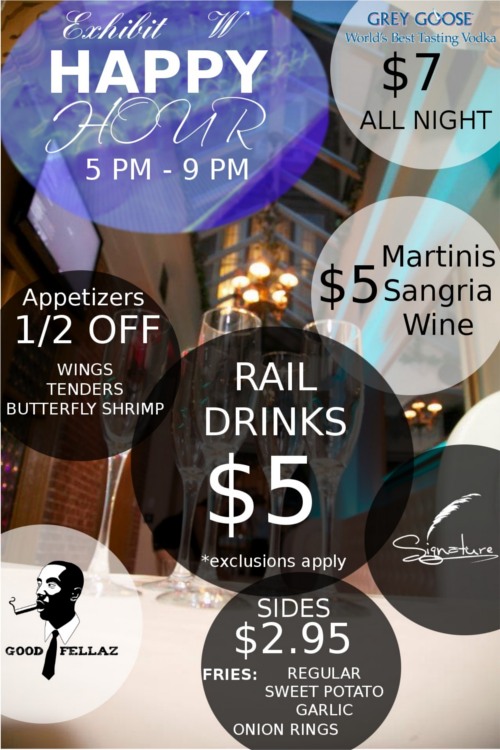 Exhibit W
HAPPY
HOUR
5 PM - 9 PM
GREY GOOSE
World's Best Tasting Vodka
$7
ALL NIGHT
$5
Martinis
Sangria
Wine
Appetizers
1/2 OFF
WINGS
TENDERS
BUTTERFLY SHRIMP
RAIL
DRINKS
$5
*exclusions apply
Signature
GOOD FELLAZ
SIDES
$2.95
FRIES: REGULAR
SWEET POTATO
GARLIC
ONION RINGS